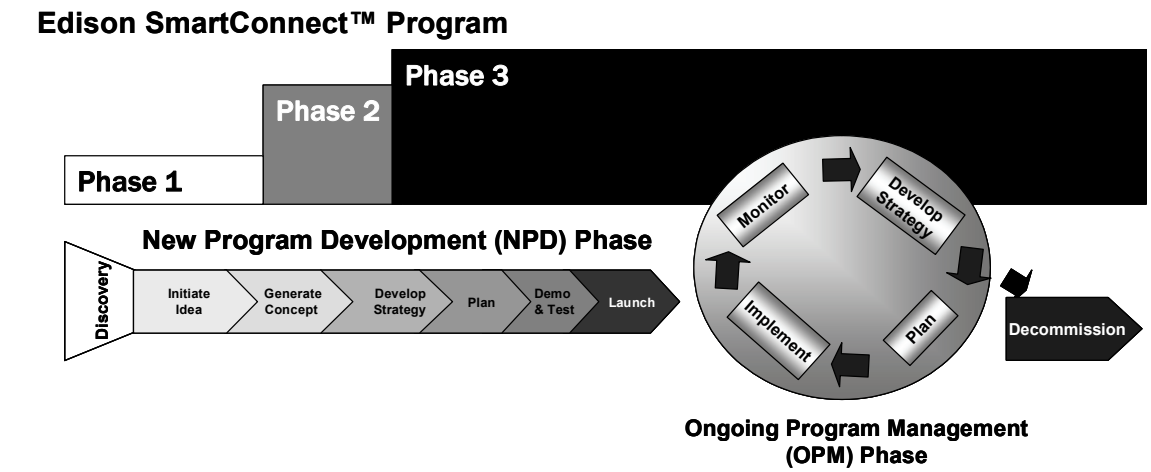 Edison SmartConnect™ Program
Phase 3
Phase 2
Phase 1
New Program Development (NPD) Phase
Discovery
Initiate
Idea
Generate
Concept
Develop
Strategy
Plan
Demo
& Test
Launch
Monitor
Develop
Strategy
Plan
Implement
Decommission
Ongoing Program Management
(OPM) Phase